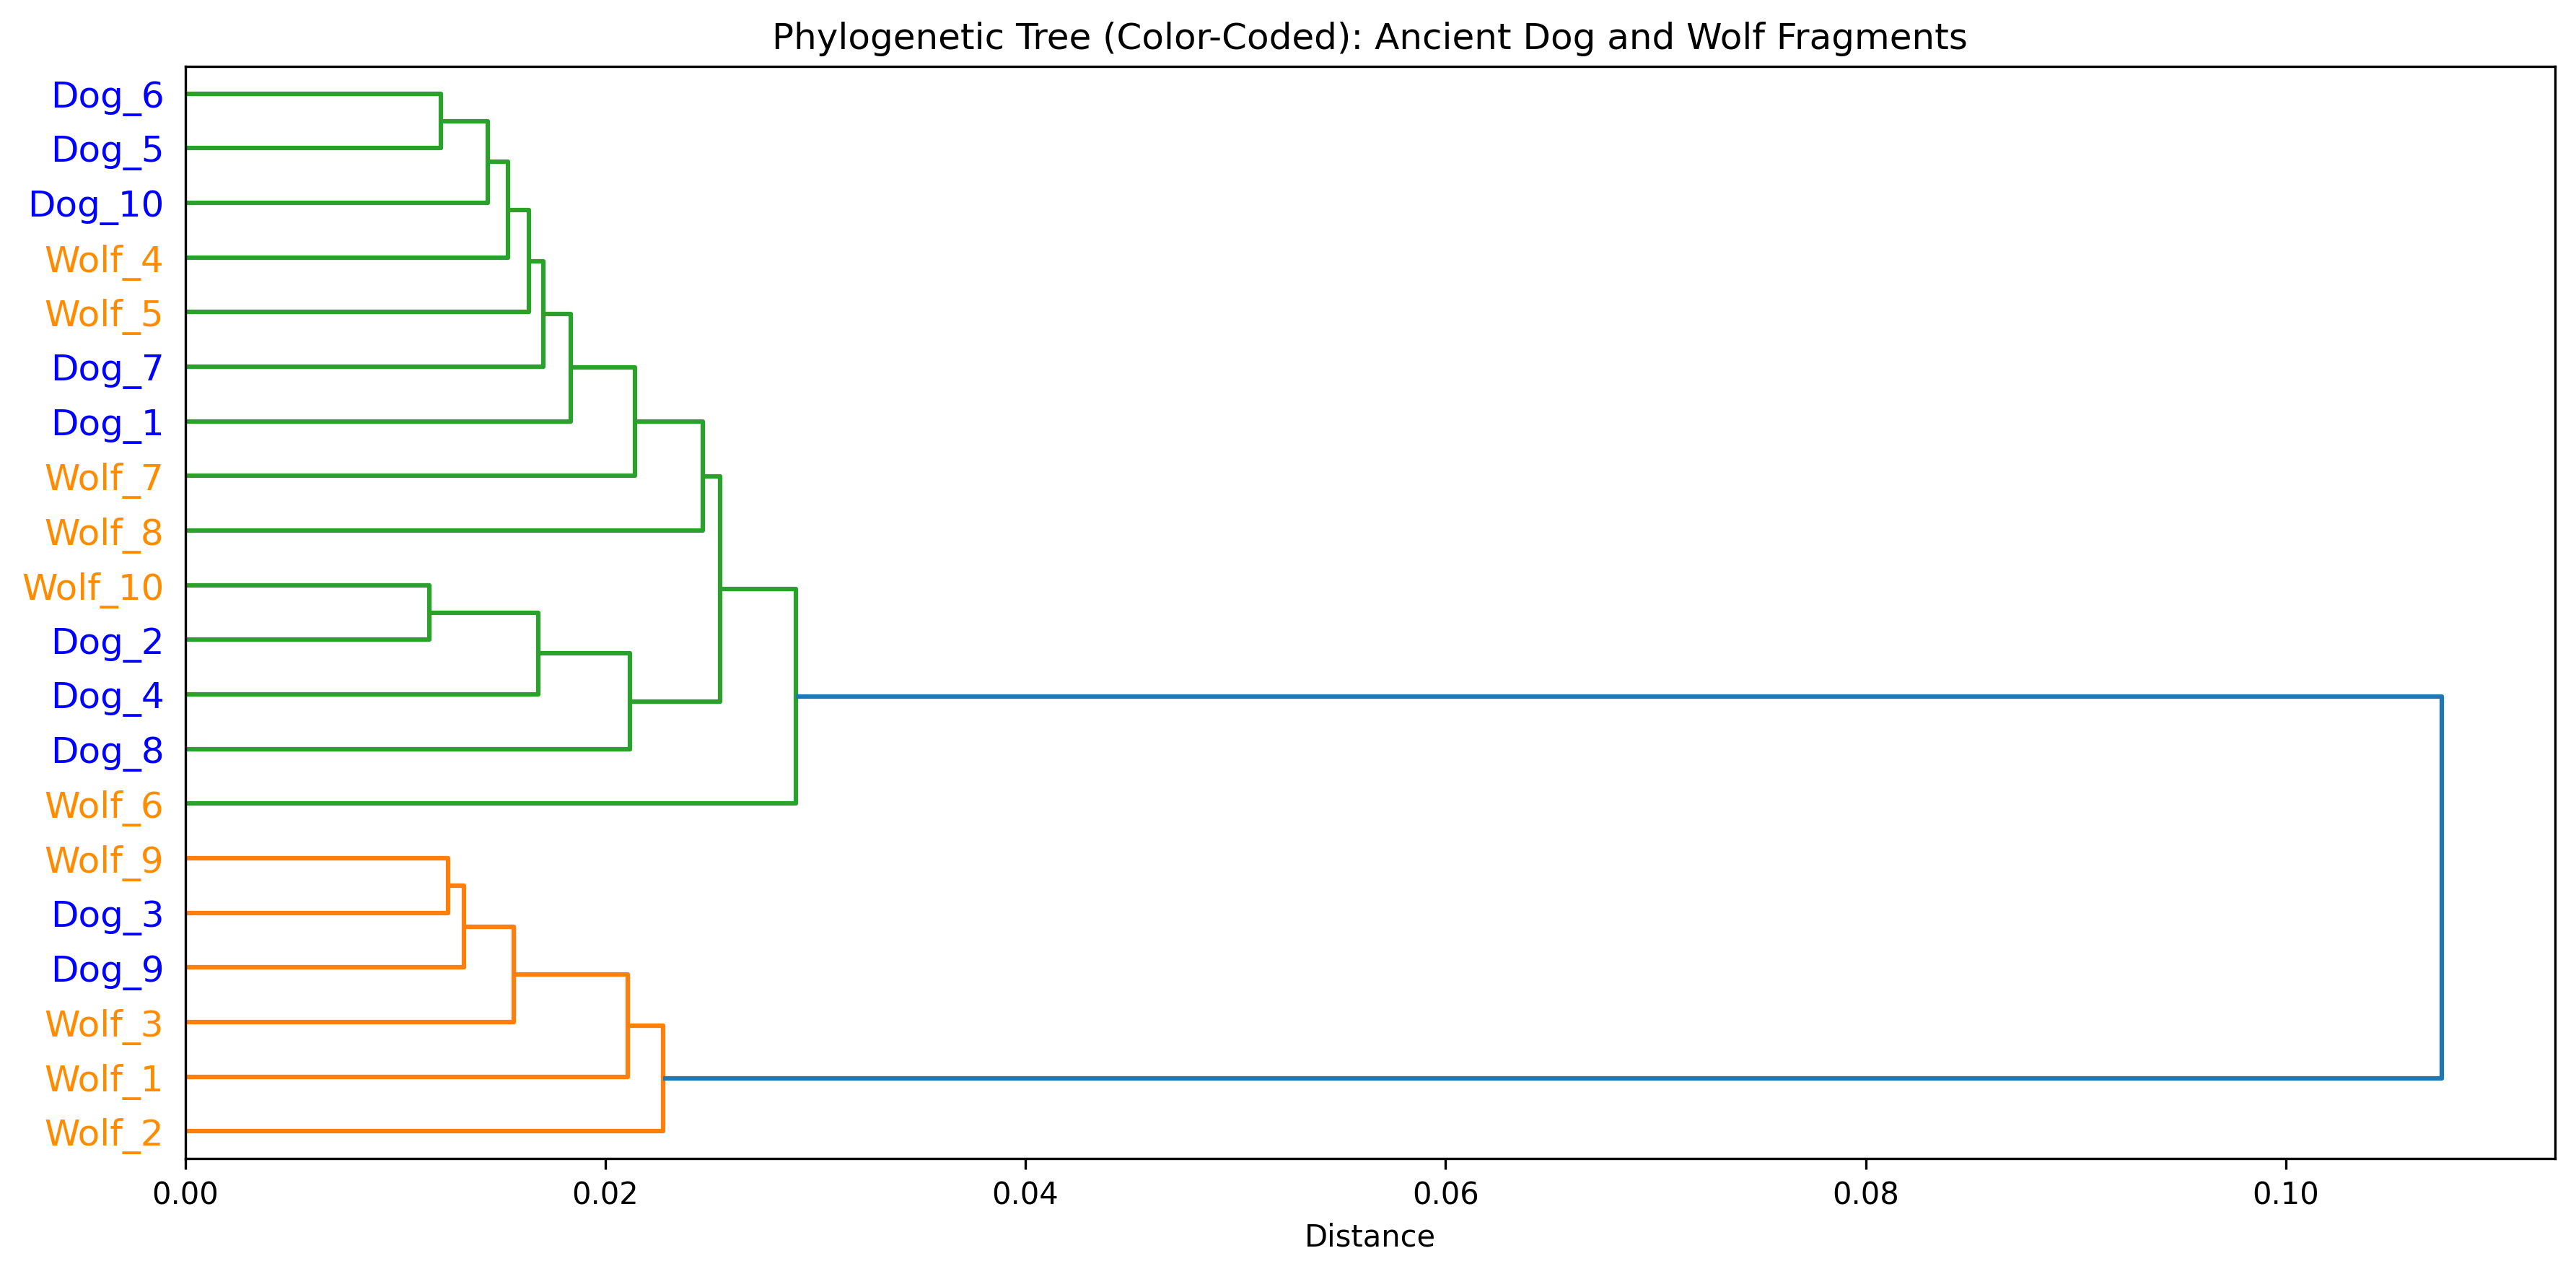 Phylogenetic Tree (Color-Coded): Ancient Dog and Wolf Fragments
Dog_6
Dog_5
Dog_10
Wolf_4
Wolf_5
Dog_7
Dog_1
Wolf_7
Wolf_8
Wolf_10
Dog_2
Dog_4
Dog_8
Wolf_6
Wolf_9
Dog_3
Dog_9
Wolf_3
Wolf_1
Wolf_2
0.00 0.02 0.04 0.06 0.08 0.10
Distance